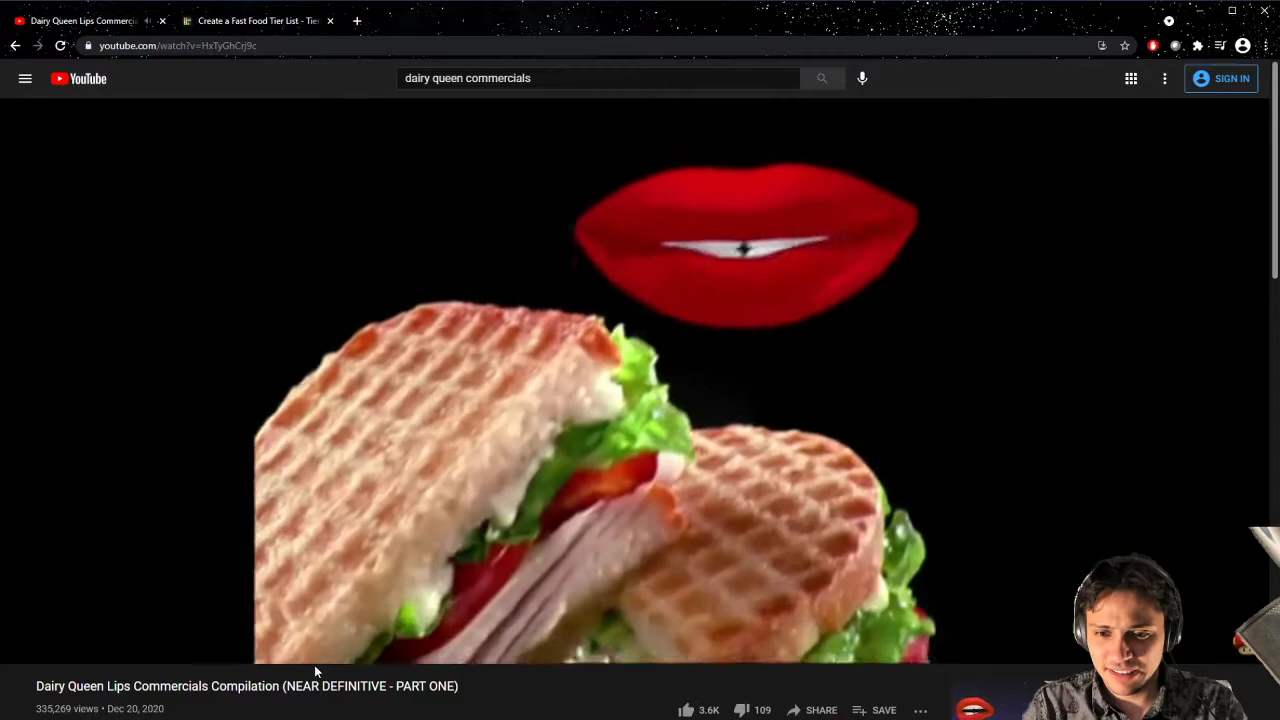 Dairy Queen Lips Commerci
Create a Fast Food Tier List - Tier
youtube.com/watch?v=HxTyGhCrj9c
YouTube
dairy queen commercials
SIGN IN
Dairy Queen Lips Commercials Compilation (NEAR DEFINITIVE - PART ONE)
335,269 views • Dec 20, 2020
3.6K
109
SHARE
SAVE